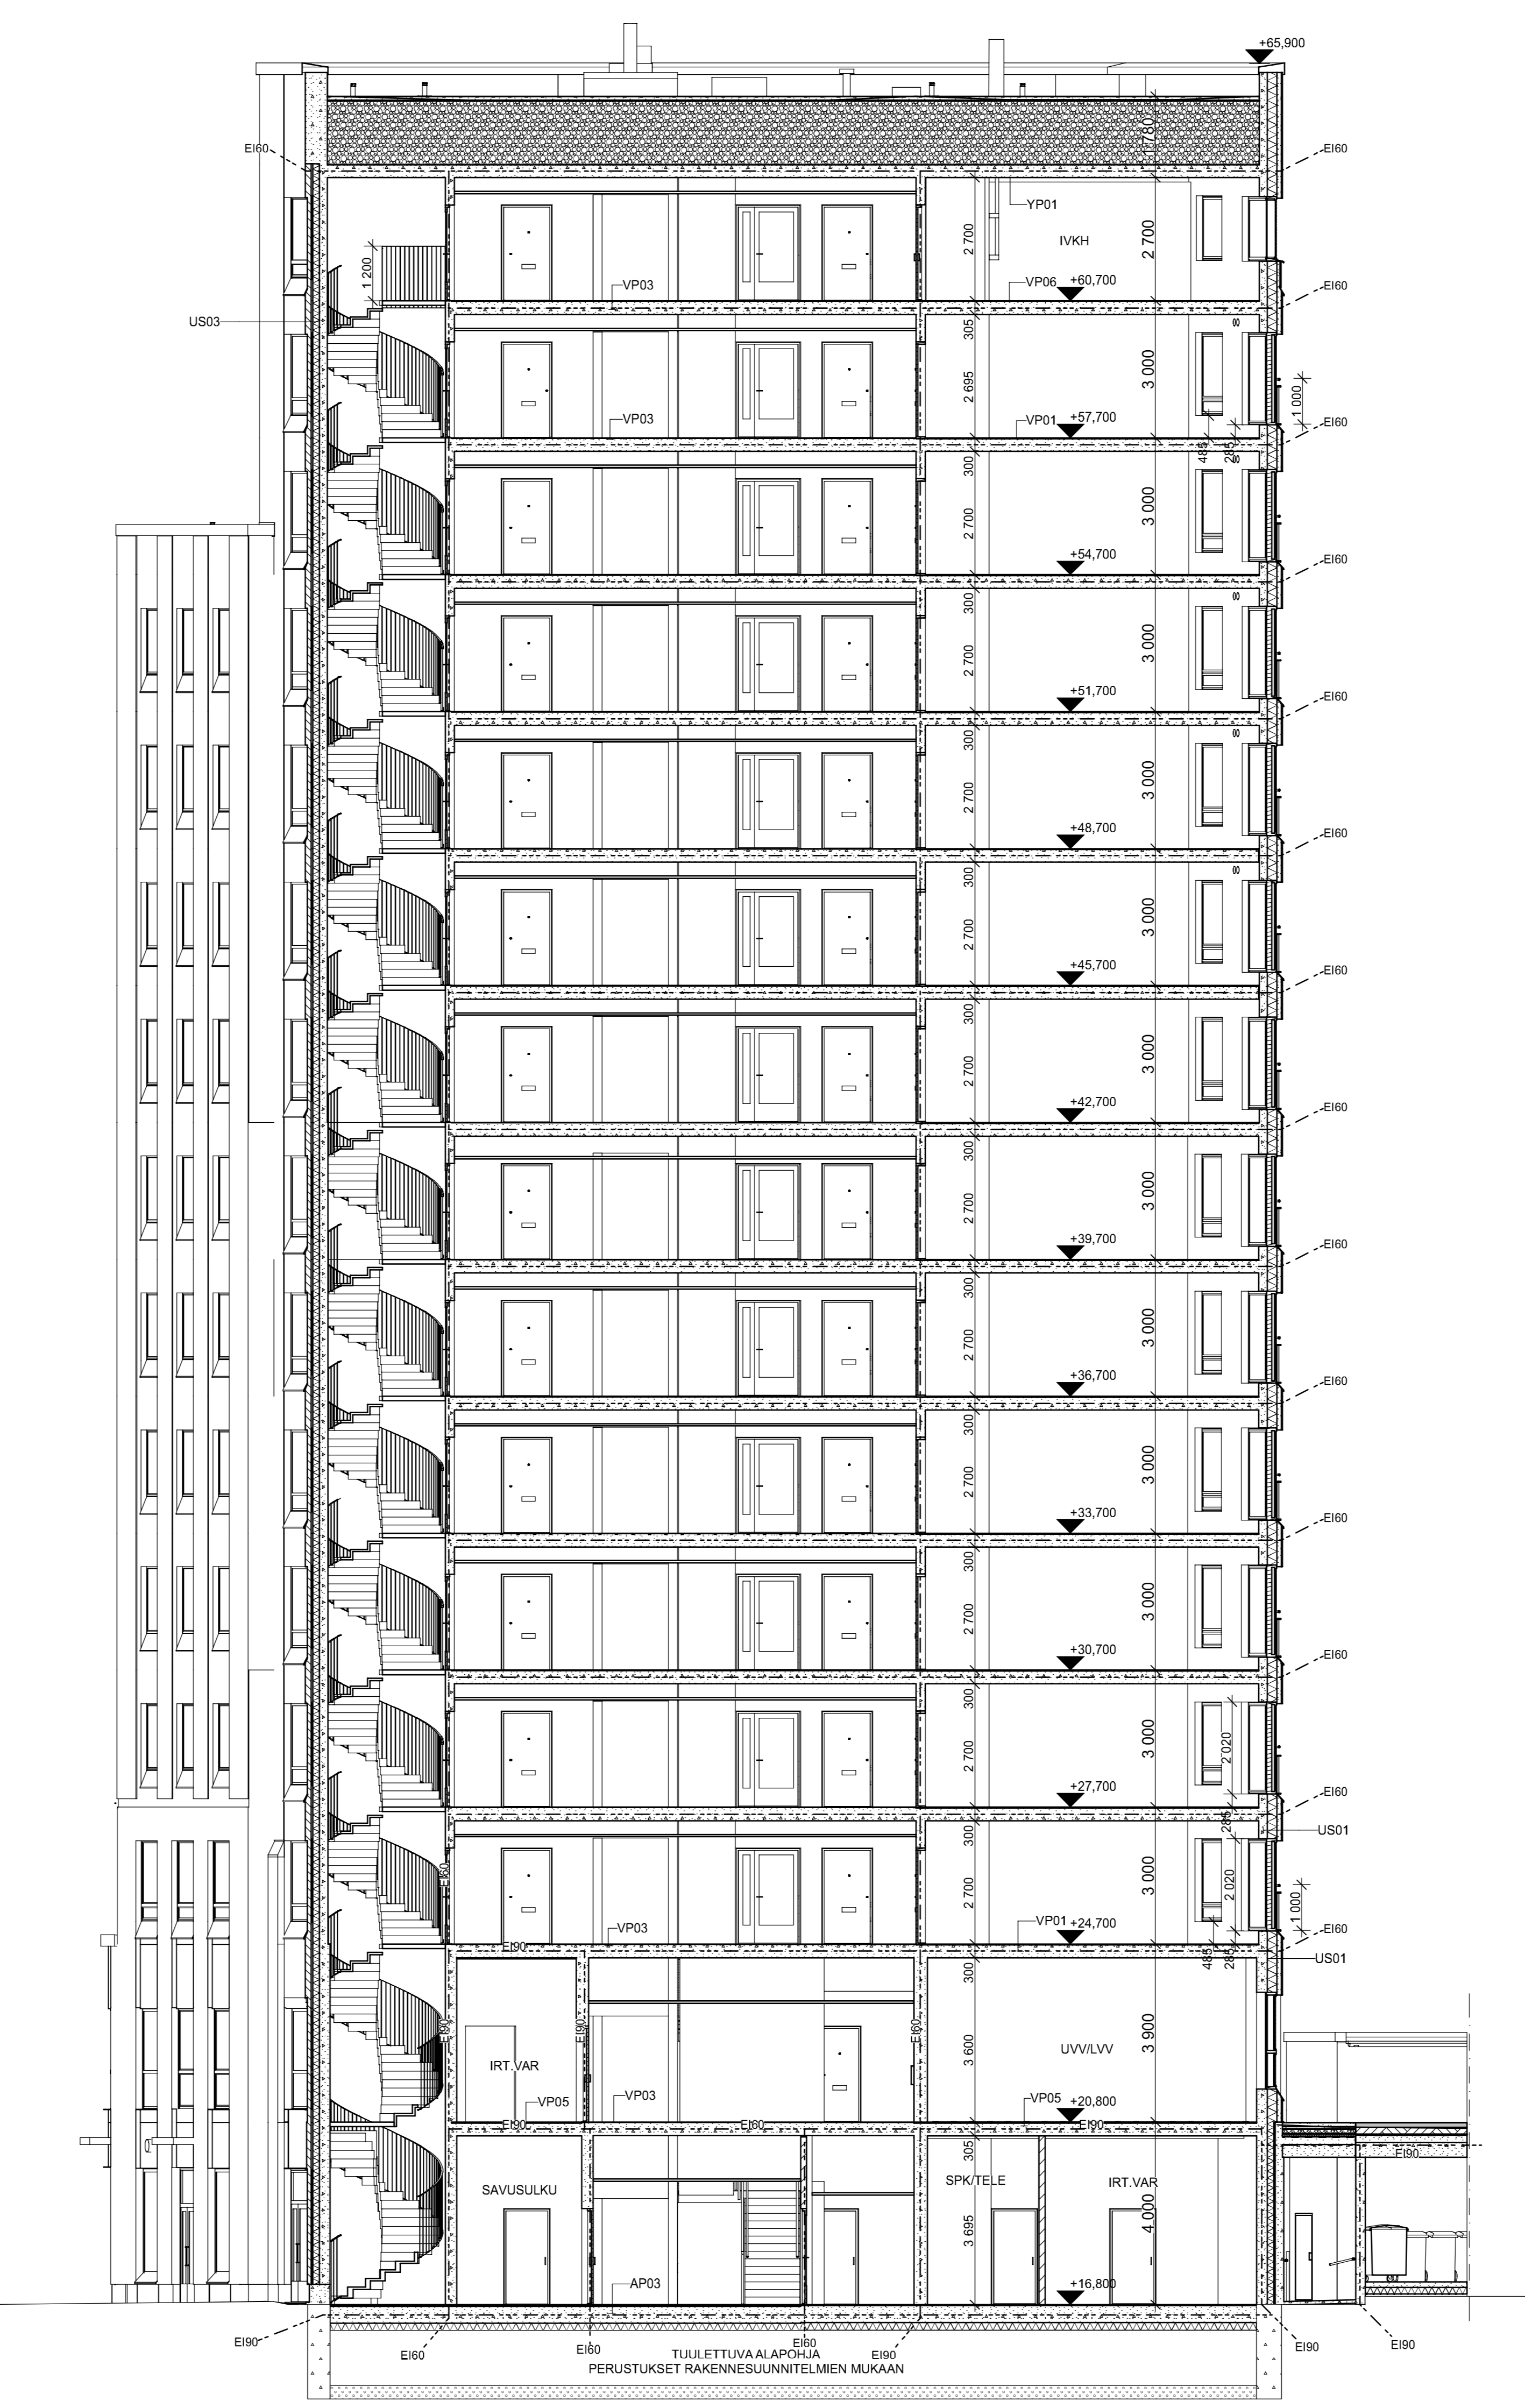 +65,900
1 780
EI60
EI60
YP01
2 700
IVKH
2 700
1 200
VP03
VP06
+60,700
EI60
US03
305
3 000
2 695
1 000
VP03
VP01
+57,700
EI60
485
285
300
3 000
2 700
+54,700
EI60
300
3 000
2 700
+51,700
EI60
300
3 000
2 700
+48,700
EI60
300
3 000
2 700
+45,700
EI60
300
3 000
2 700
+42,700
EI60
300
3 000
2 700
+39,700
EI60
300
3 000
2 700
+36,700
EI60
300
3 000
2 700
+33,700
EI60
300
3 000
2 700
+30,700
EI60
300
3 000
2 020
2 700
+27,700
EI60
285
US01
300
EI60
3 000
2 020
2 700
1 000
VP03
VP01
+24,700
EI60
EI90
485
285
US01
300
EI90
EI90
EI60
3 600
3 900
UVV/LVV
IRT.VAR
VP05
VP03
VP05
+20,800
EI90
EI60
EI90
305
EI90
SAVUSULKU
SPK/TELE
IRT.VAR
4 000
3 695
AP03
+16,800
EI90
EI60
EI60
EI60
EI90
EI90
EI90
TUULETTUVA ALAPOHJA
PERUSTUKSET RAKENNESUUNNITELMIEN MUKAAN